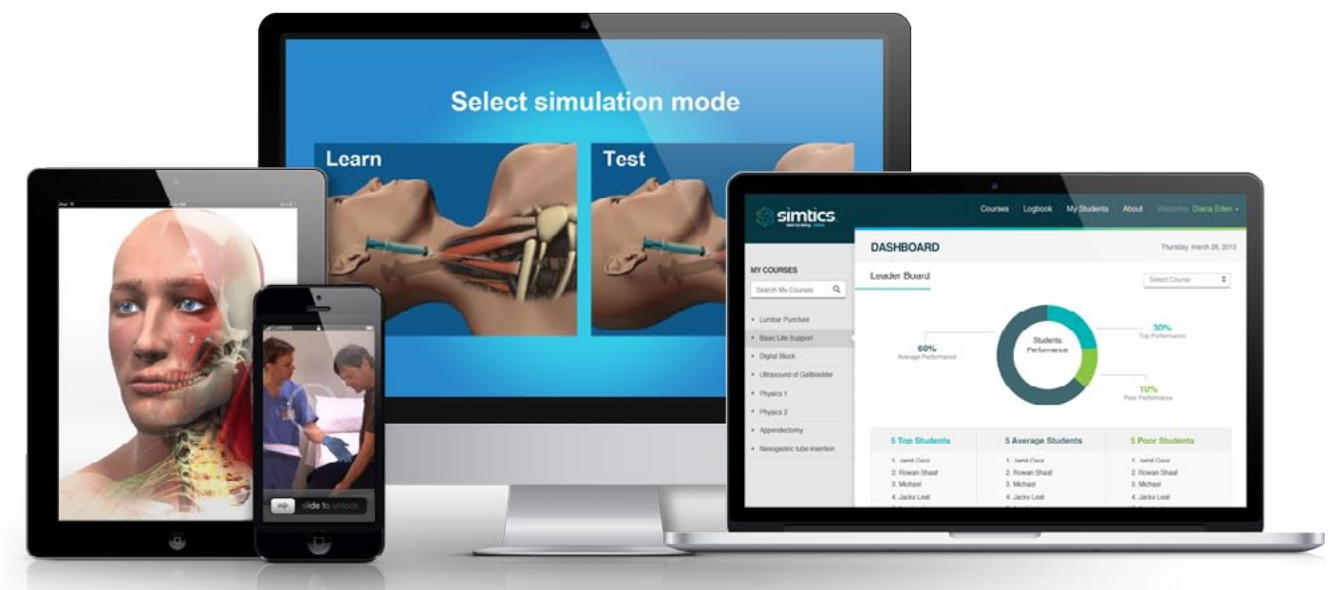 Select simulation mode
Learn
Test
slide to unlock
simtics
Courses Logbook My Students About Welcome Diana Eden
MY COURSES
Search My Courses
Lumbar Puncture
Basic Life Support
Digital Block
Ultrasound of Gallbladder
Physics 1
Physics 2
Appendectomy
Nasogastric tube insertion
DASHBOARD
Thursday, march 28, 2013
Leader Board
Select Course
Students
Performance
60%
Average Performance
30%
Top Performance
10%
Poor Performance
5 Top Students
1.
2. Rowan Shaaf
3. Michael
4. Jacky Leat
5 Average Students
1.
2. Rowan Shaaf
3. Michael
4. Jacky Leat
5 Poor Students
1.
2. Rowan Shaaf
3. Michael
4. Jacky Leat